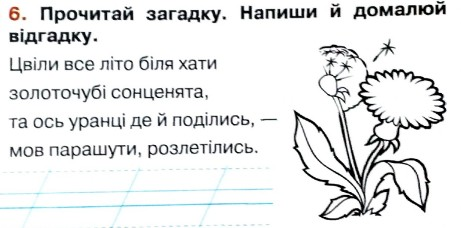 6. Прочитай загадку. Напиши й домалюй
відгадку.
Цвіли все літо біля хати
золоточубі сонценята,
та ось уранці де й поділись, —
мов парашути, розлетілись.